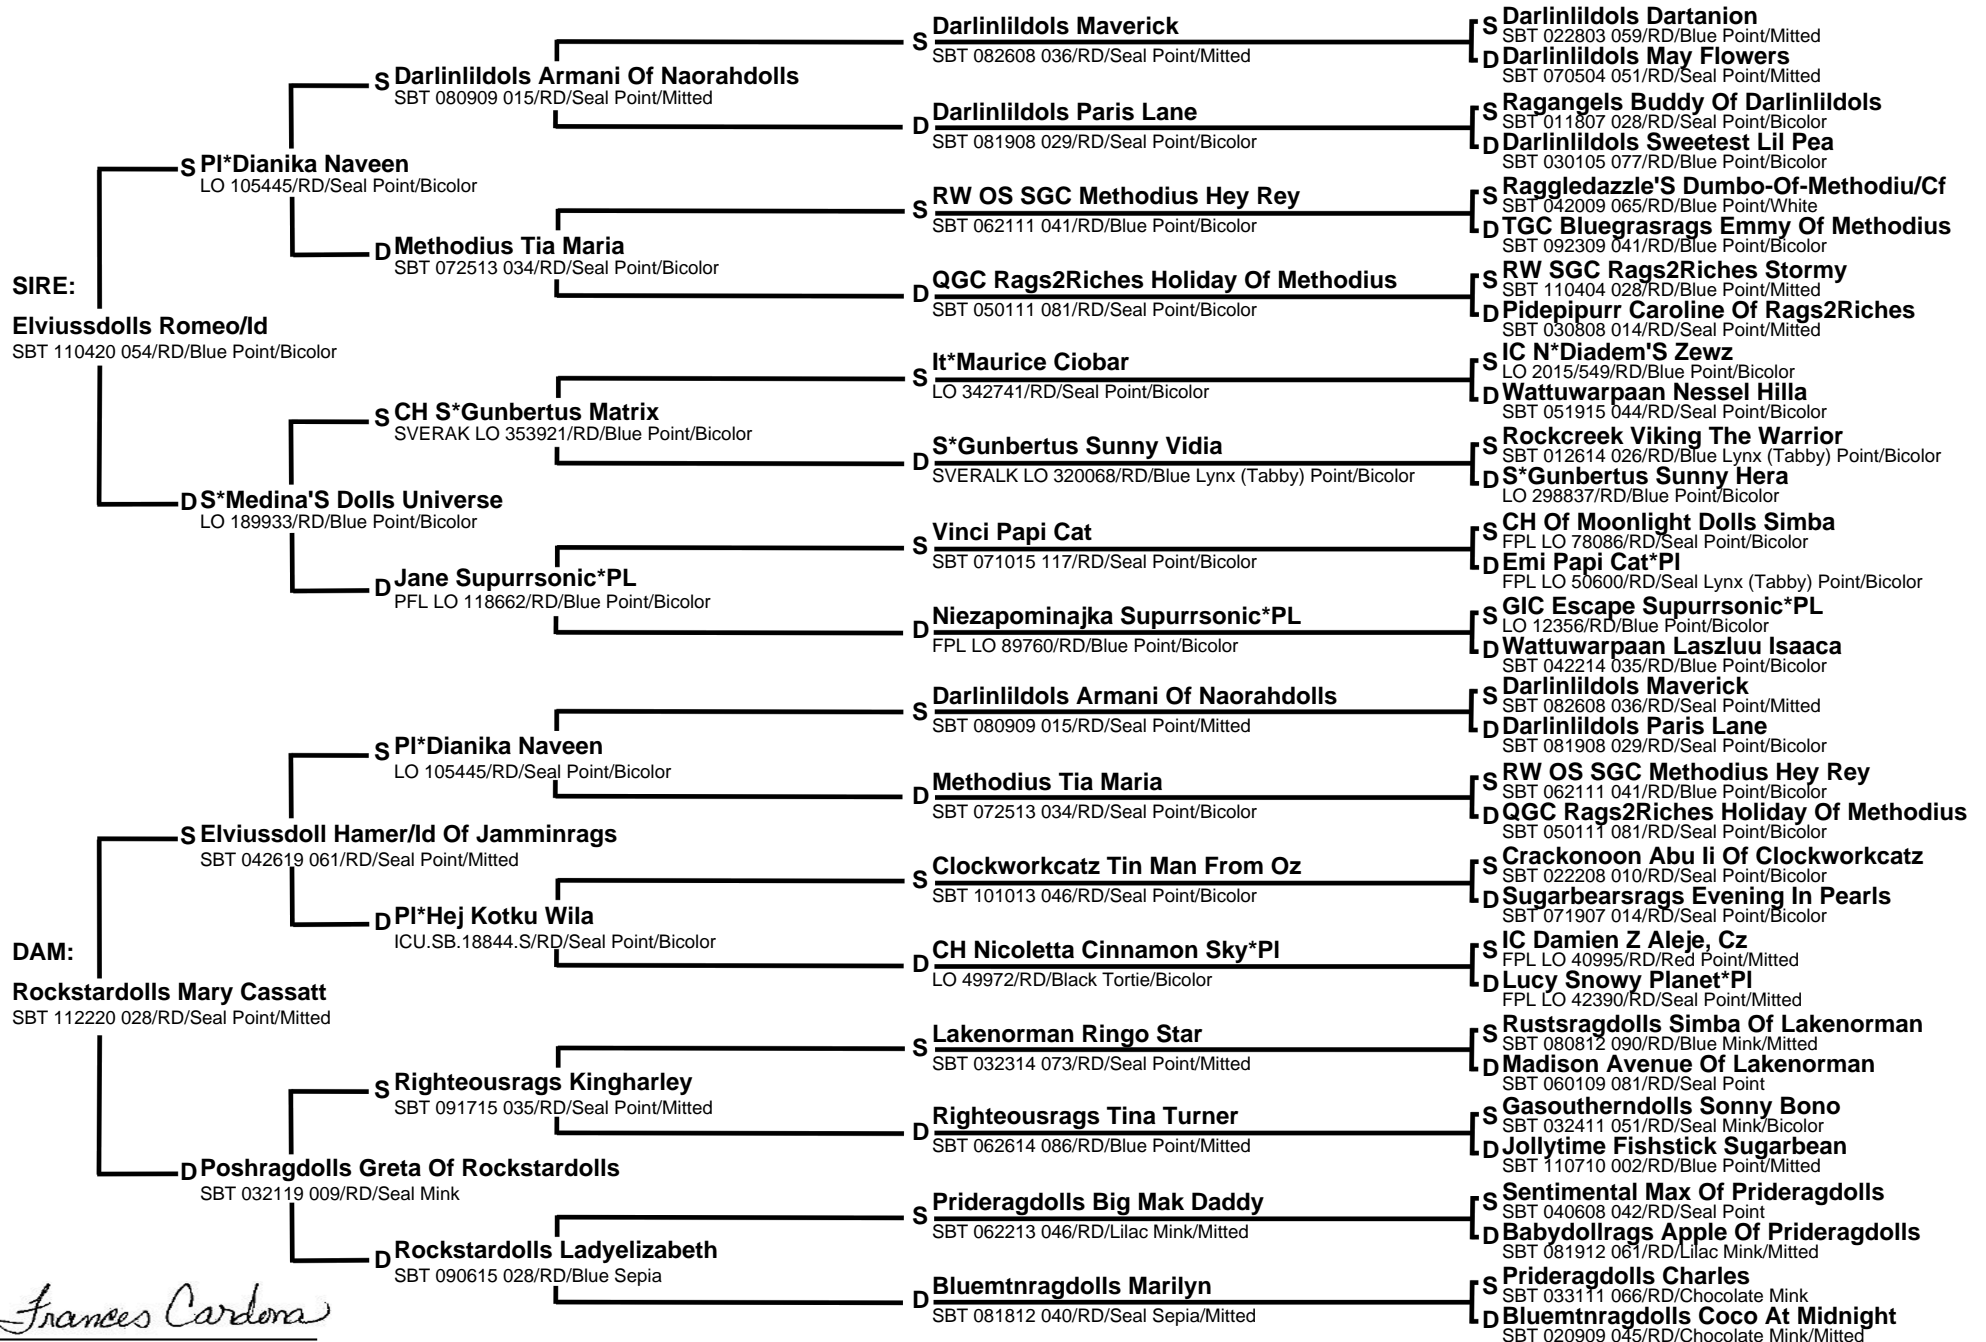 SIRE:
Elviussdolls Romeo/Id
SBT 110420 054/RD/Blue Point/Bicolor
S Pl*Dianika Naveen
LO 105445/RD/Seal Point/Bicolor
D S*Medina'S Dolls Universe
LO 189933/RD/Blue Point/Bicolor
S Darlinlildols Armani Of Naorahdolls
SBT 080909 015/RD/Seal Point/Mitted
D Methodius Tia Maria
SBT 072513 034/RD/Seal Point/Bicolor
S CH S*Gunbertus Matrix
SVERAK LO 353921/RD/Blue Point/Bicolor
D Jane Supurrsonic*PL
PFL LO 118662/RD/Blue Point/Bicolor
S Darlinlildols Maverick
SBT 082608 036/RD/Seal Point/Mitted
D Darlinlildols Paris Lane
SBT 081908 029/RD/Seal Point/Bicolor
S RW OS SGC Methodius Hey Rey
SBT 062111 041/RD/Blue Point/Bicolor
D QGC Rags2Riches Holiday Of Methodius
SBT 050111 081/RD/Seal Point/Bicolor
S It*Maurice Ciobar
LO 342741/RD/Seal Point/Bicolor
D S*Gunbertus Sunny Vidia
SVERALK LO 320068/RD/Blue Lynx (Tabby) Point/Bicolor
S Vinci Papi Cat
SBT 071015 117/RD/Seal Point/Bicolor
D Niezapominajka Supurrsonic*PL
FPL LO 89760/RD/Blue Point/Bicolor
S Darlinlildols Dartanion
SBT 022803 059/RD/Blue Point/Mitted
D Darlinlildols May Flowers
SBT 070504 051/RD/Seal Point/Mitted
S Ragangels Buddy Of Darlinlildols
SBT 011807 028/RD/Seal Point/Bicolor
D Darlinlildols Sweetest Lil Pea
SBT 030105 077/RD/Blue Point/Bicolor
S Raggledazzle'S Dumbo-Of-Methodiu/Cf
SBT 042009 065/RD/Blue Point/White
D TGC Bluegrasrags Emmy Of Methodius
SBT 092309 041/RD/Blue Point/Bicolor
S RW SGC Rags2Riches Stormy
SBT 110404 028/RD/Blue Point/Mitted
D Pidepipurr Caroline Of Rags2Riches
SBT 030808 014/RD/Seal Point/Mitted
S IC N*Diadem'S Zewz
LO 2015/549/RD/Blue Point/Bicolor
D Wattuwarpaan Nessel Hilla
SBT 051915 044/RD/Seal Point/Bicolor
S Rockcreek Viking The Warrior
SBT 012614 026/RD/Blue Lynx (Tabby) Point/Bicolor
D S*Gunbertus Sunny Hera
LO 298837/RD/Blue Point/Bicolor
S CH Of Moonlight Dolls Simba
FPL LO 78086/RD/Seal Point/Bicolor
D Emi Papi Cat*Pl
FPL LO 50600/RD/Seal Lynx (Tabby) Point/Bicolor
S GIC Escape Supurrsonic*PL
LO 12356/RD/Blue Point/Bicolor
D Wattuwarpaan Laszluu Isaaca
SBT 042214 035/RD/Blue Point/Bicolor
DAM:
Rockstardolls Mary Cassatt
SBT 112220 028/RD/Seal Point/Mitted
S Elviussdoll Hamer/Id Of Jamminrags
SBT 042619 061/RD/Seal Point/Mitted
D Poshragdolls Greta Of Rockstardolls
SBT 032119 009/RD/Seal Mink
S Pl*Dianika Naveen
LO 105445/RD/Seal Point/Bicolor
D Pl*Hej Kotku Wila
ICU.SB.18844.S/RD/Seal Point/Bicolor
S Righteousrags Kingharley
SBT 091715 035/RD/Seal Point/Mitted
D Rockstardolls Ladyelizabeth
SBT 090615 028/RD/Blue Sepia
S Darlinlildols Armani Of Naorahdolls
SBT 080909 015/RD/Seal Point/Mitted
D Methodius Tia Maria
SBT 072513 034/RD/Seal Point/Bicolor
S Clockworkcatz Tin Man From Oz
SBT 101013 046/RD/Seal Point/Bicolor
D CH Nicoletta Cinnamon Sky*Pl
LO 49972/RD/Black Tortie/Bicolor
S Lakenorman Ringo Star
SBT 032314 073/RD/Seal Point/Mitted
D Righteousrags Tina Turner
SBT 062614 086/RD/Blue Point/Mitted
S Prideragdolls Big Mak Daddy
SBT 062213 046/RD/Lilac Mink/Mitted
D Bluemtnragdolls Marilyn
SBT 081812 040/RD/Seal Sepia/Mitted
S Darlinlildols Maverick
SBT 082608 036/RD/Seal Point/Mitted
D Darlinlildols Paris Lane
SBT 081908 029/RD/Seal Point/Bicolor
S RW OS SGC Methodius Hey Rey
SBT 062111 041/RD/Blue Point/Bicolor
D QGC Rags2Riches Holiday Of Methodius
SBT 050111 081/RD/Seal Point/Bicolor
S Crackonoon Abu Ii Of Clockworkcatz
SBT 022208 010/RD/Seal Point/Bicolor
D Sugarbearsrags Evening In Pearls
SBT 071907 014/RD/Seal Point/Bicolor
S IC Damien Z Aleje, Cz
FPL LO 40995/RD/Red Point/Mitted
D Lucy Snowy Planet*Pl
FPL LO 42390/RD/Seal Point/Mitted
S Rustsragdolls Simba Of Lakenorman
SBT 080812 090/RD/Blue Mink/Mitted
D Madison Avenue Of Lakenorman
SBT 060109 081/RD/Seal Point
S Gasoutherndolls Sonny Bono
SBT 032411 051/RD/Seal Mink/Bicolor
D Jollytime Fishstick Sugarbean
SBT 110710 002/RD/Blue Point/Mitted
S Sentimental Max Of Prideragdolls
SBT 040608 042/RD/Seal Point
D Babydollrags Apple Of Prideragdolls
SBT 081912 061/RD/Lilac Mink/Mitted
S Prideragdolls Charles
SBT 033111 066/RD/Chocolate Mink
D Bluemtnragdolls Coco At Midnight
SBT 020909 045/RD/Chocolate Mink/Mitted
Frances Cardona